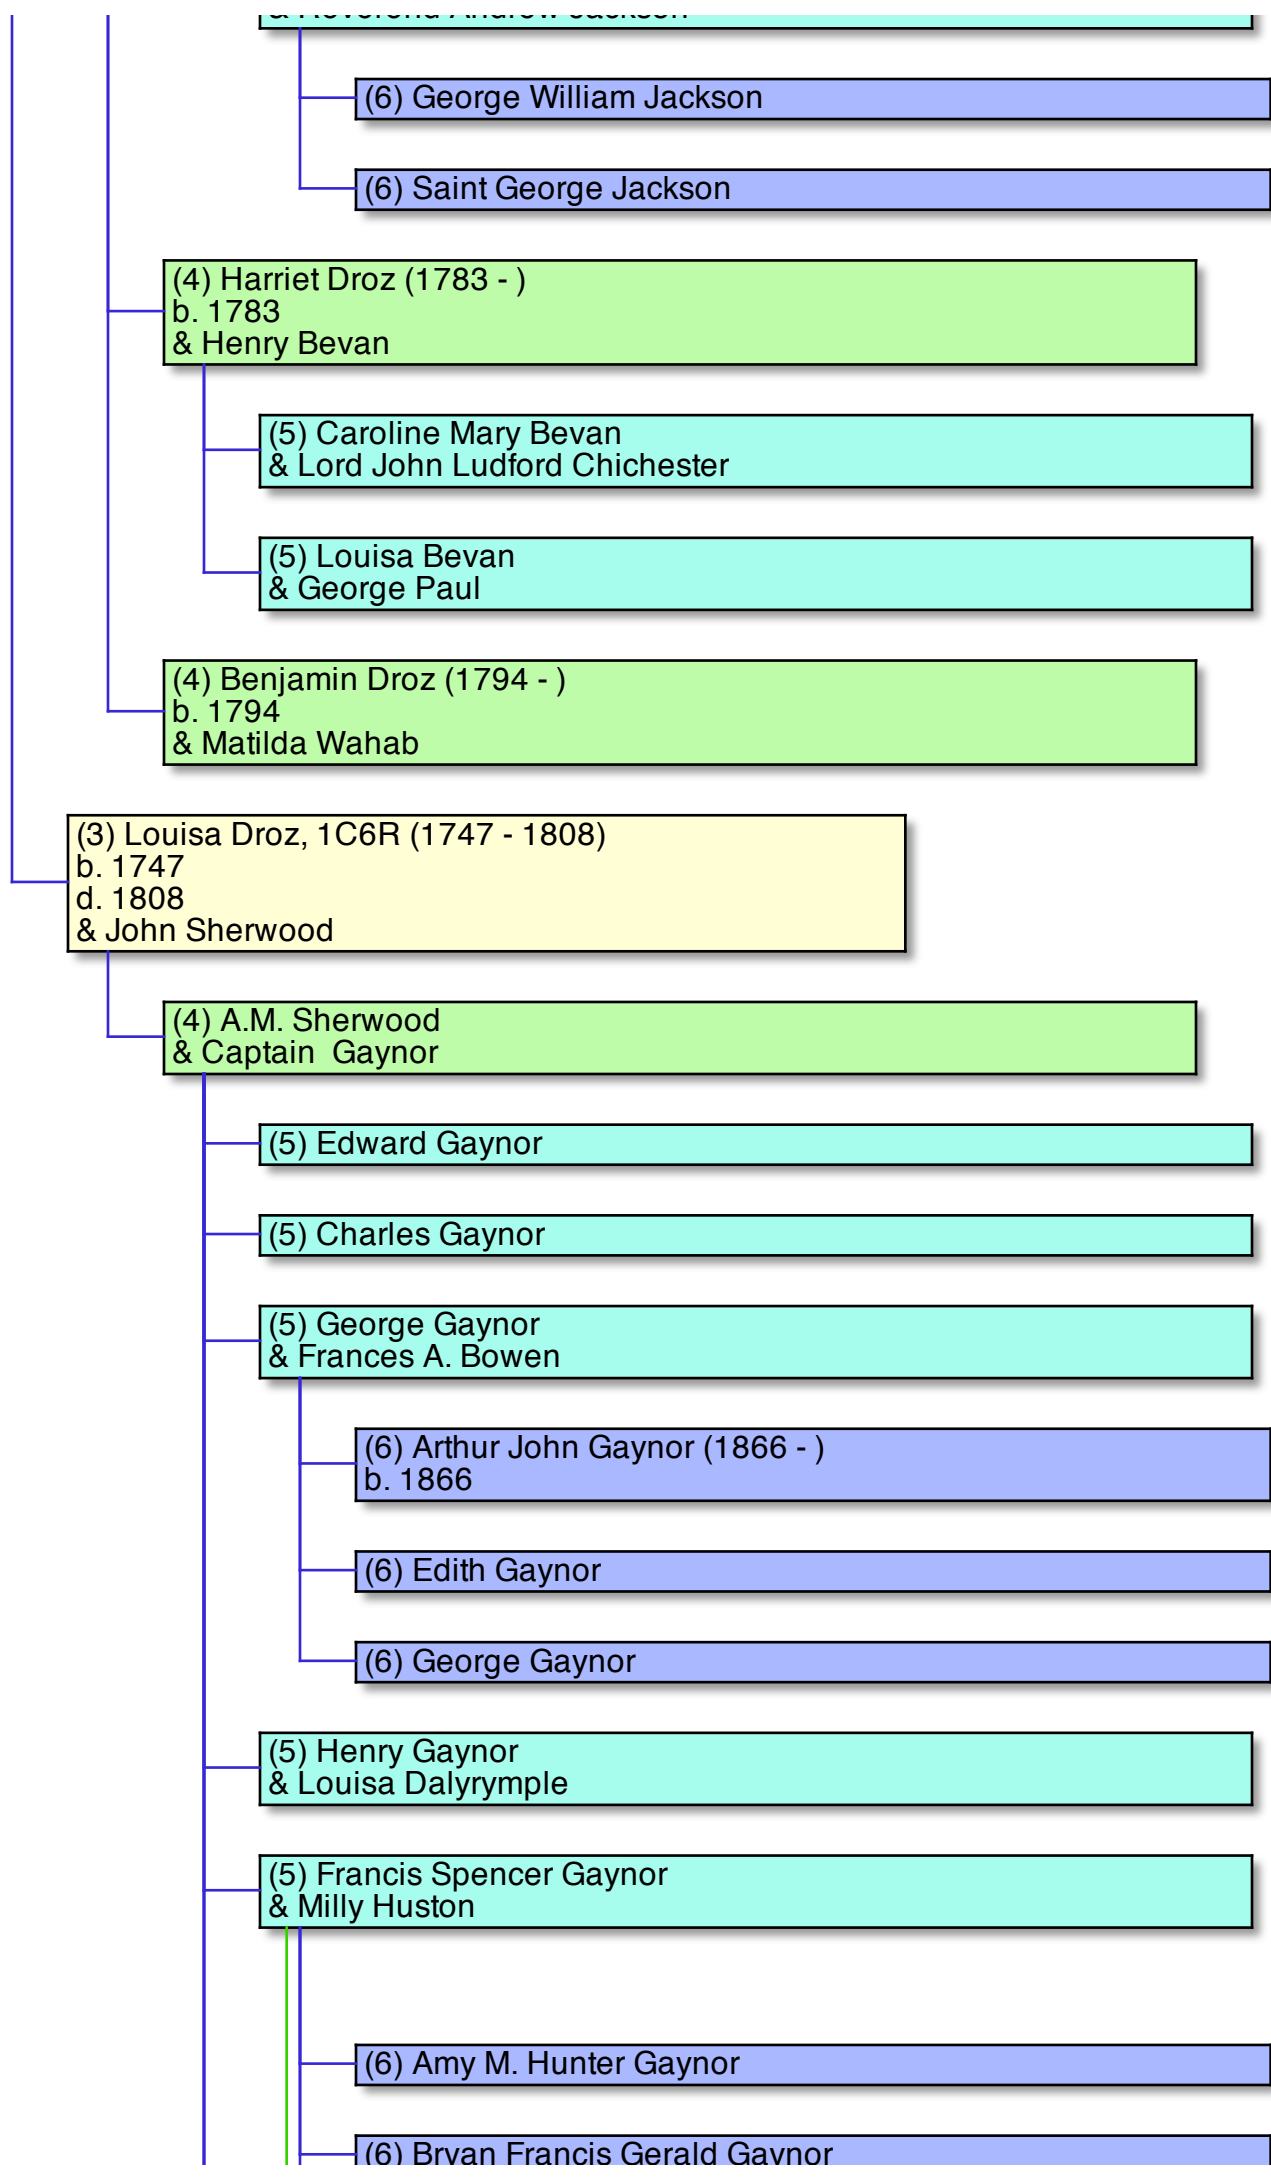 & Reverend Andrew Jackson
(6) George William Jackson
(6) Saint George Jackson
(4) Harriet Droz (1783 - )
b. 1783
& Henry Bevan
(5) Caroline Mary Bevan
& Lord John Ludford Chichester
(5) Louisa Bevan
& George Paul
(4) Benjamin Droz (1794 - )
b. 1794
& Matilda Wahab
(3) Louisa Droz, 1C6R (1747 - 1808)
b. 1747
d. 1808
& John Sherwood
(4) A.M. Sherwood
& Captain  Gaynor
(5) Edward Gaynor
(5) Charles Gaynor
(5) George Gaynor
& Frances A. Bowen
(6) Arthur John Gaynor (1866 - )
b. 1866
(6) Edith Gaynor
(6) George Gaynor
(5) Henry Gaynor
& Louisa Dalyrymple
(5) Francis Spencer Gaynor
& Milly Huston
(6) Amy M. Hunter Gaynor
(6) Bryan Francis Gerald Gaynor